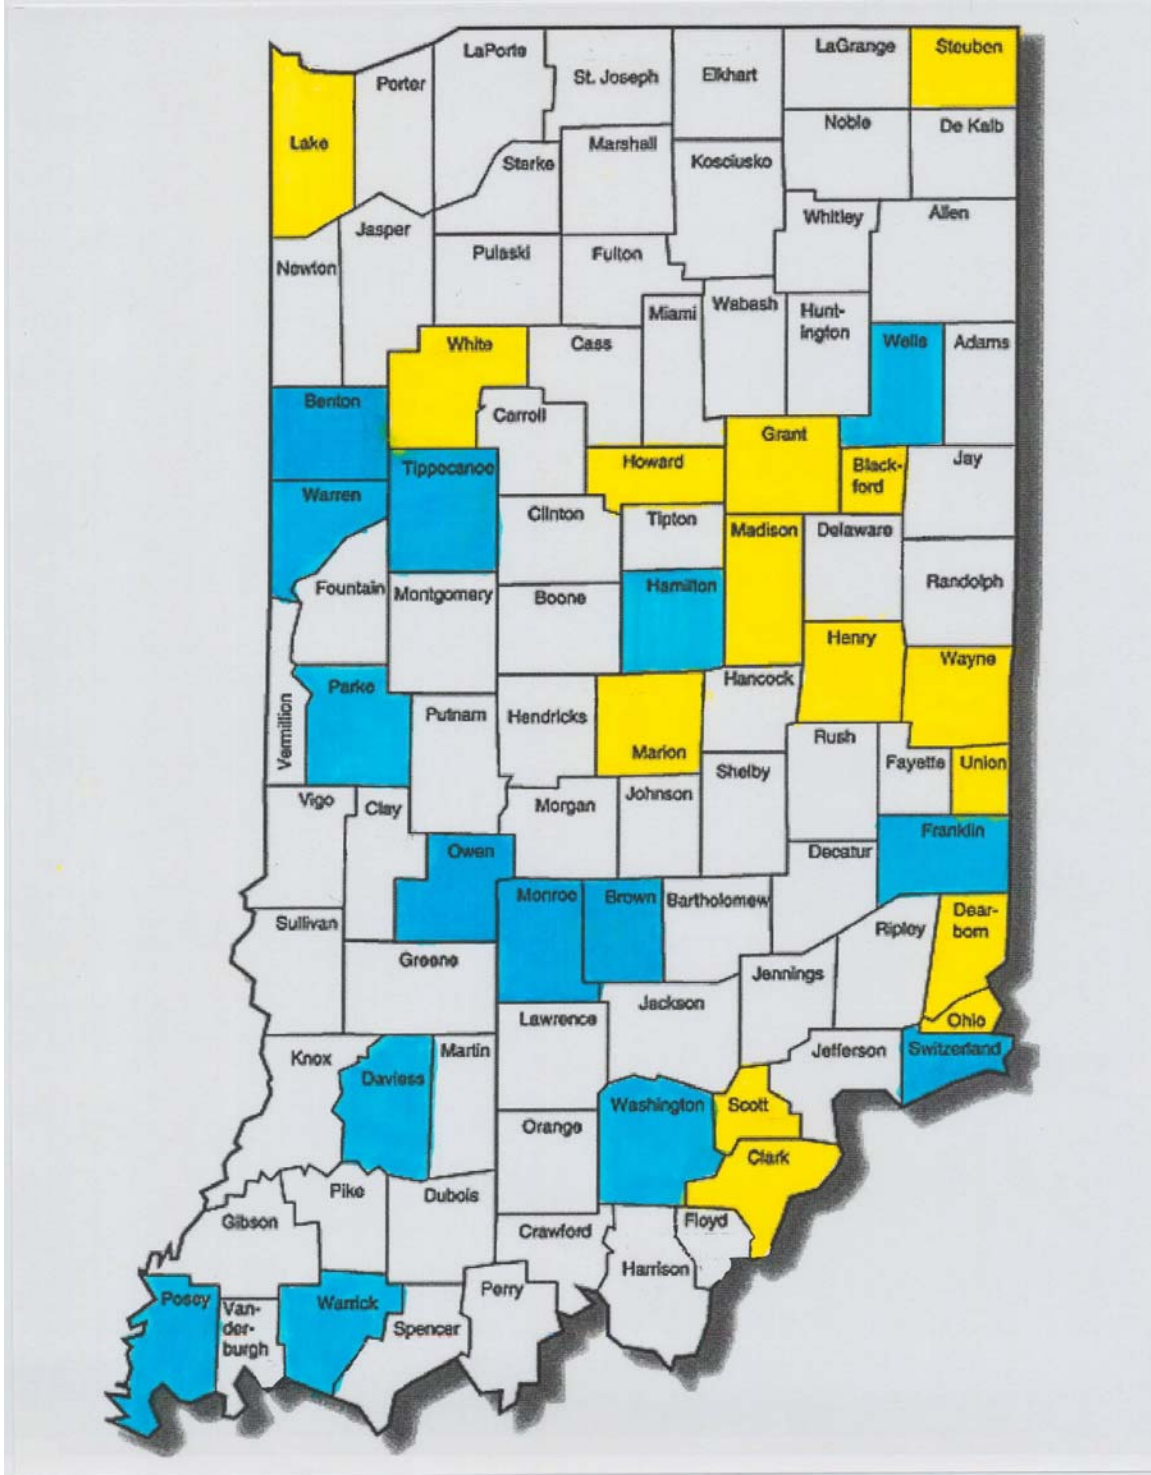 LaPorte
LaGrange
Steuben
Porter
St. Joseph
Elkhart
Noble
De Kalb
Lake
Starke
Marshall
Kosciusko
Whitley
Allen
Jasper
Newton
Pulaski
Fulton
Miami
Wabash
Hunt-
ington
White
Cass
Wells
Adams
Benton
Carroll
Grant
Howard
Black-
ford
Jay
Tippecanoe
Warren
Clinton
Tipton
Madison
Delaware
Fountain
Montgomery
Boone
Hamilton
Randolph
Henry
Wayne
Parke
Vermillion
Putnam
Hendricks
Marion
Hancock
Rush
Fayette
Union
Shelby
Vigo
Clay
Morgan
Johnson
Owen
Decatur
Franklin
Monroe
Brown
Bartholomew
Sullivan
Ripley
Dear-
born
Greene
Jennings
Jackson
Lawrence
Ohio
Knox
Martin
Jefferson
Switzerland
Daviess
Washington
Scott
Orange
Clark
Pike
Dubois
Gibson
Crawford
Floyd
Harrison
Posey
Van-
der-
burgh
Warrick
Spencer
Perry